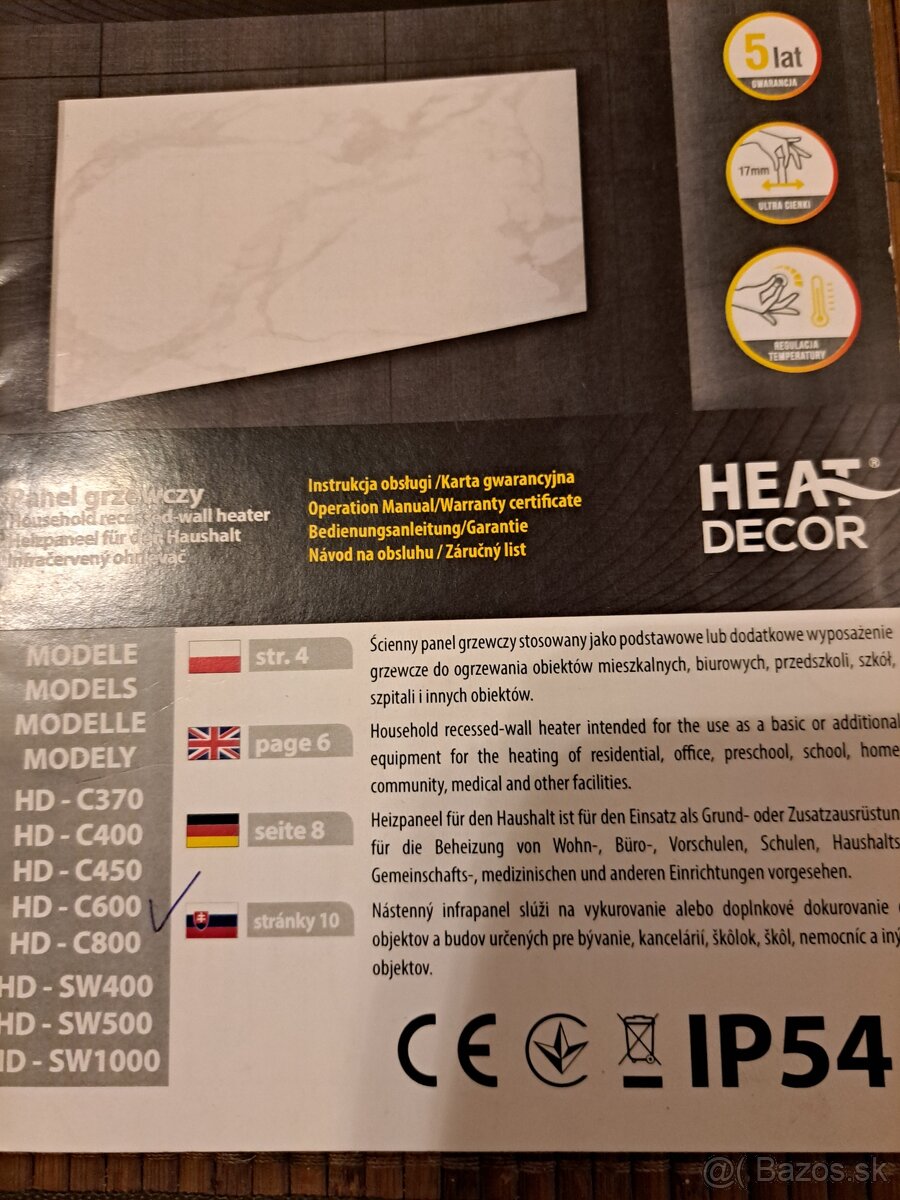 5 lat
GWARANCJA
17mm
ULTRA CIENKI
REGULACJA
TEMPERATURY
Panel grzewczy
Household recessed-wall heater
Heizpaneel für den Haushalt
Infračervený ohrievač
Instrukcja obsługi /Karta gwarancyjna
Operation Manual/Warranty certificate
Bedienungsanleitung/Garantie
Návod na obsluhu / Záručný list
HEAT®
DECOR
MODELE
MODELS
MODELLE
MODELY
HD - C370
HD - C400
HD - C450
HD - C600
HD - C800
HD - SW400
HD - SW500
HD - SW1000
str. 4
Ścienny panel grzewczy stosowany jako podstawowe lub dodatkowe wyposażenie
grzewcze do ogrzewania obiektów mieszkalnych, biurowych, przedszkoli, szkół,
szpitali i innych obiektów.
page 6
Household recessed-wall heater intended for the use as a basic or additional
equipment for the heating of residential, office, preschool, school, home
community, medical and other facilities.
seite 8
Heizpaneel für den Haushalt ist für den Einsatz als Grund- oder Zusatzausrüstun
für die Beheizung von Wohn-, Büro-, Vorschulen, Schulen, Haushalts
Gemeinschafts-, medizinischen und anderen Einrichtungen vorgesehen.
stránky 10
Nástenný infrapanel slúži na vykurovanie alebo doplnkové dokurovanie
objektov a budov určených pre bývanie, kancelárií, škôlok, škôl, nemocníc a iný
objektov.
CE IP54
@( Bazos.sk